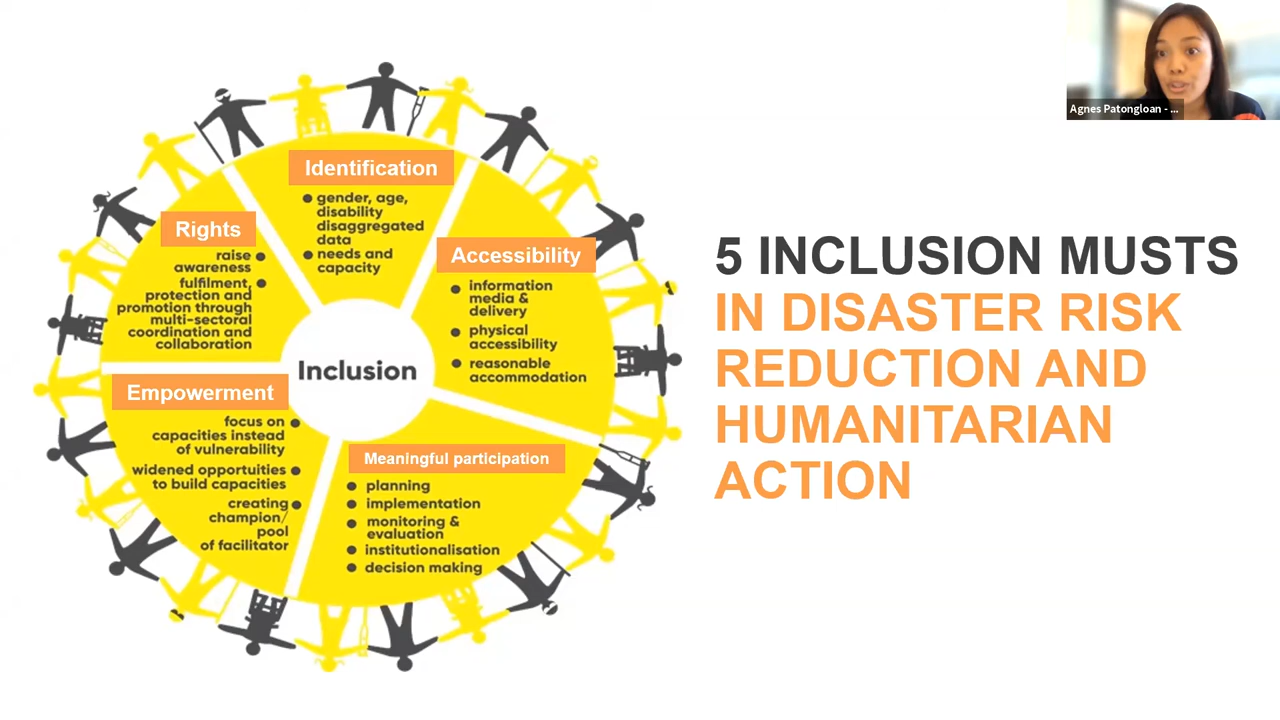 Agnes Patongloan - ...
5 INCLUSION MUSTS
IN DISASTER RISK
REDUCTION AND
HUMANITARIAN
ACTION
Inclusion
Identification
gender, age,
disability
disaggregated
data
needs and
capacity
Accessibility
information
media &
delivery
physical
accessibility
reasonable
accommodation
Meaningful participation
planning
implementation
monitoring &
evaluation
institutionalisation
decision making
Empowerment
focus on
capacities instead
of vulnerability
widened opportuities
to build capacities
creating
champion/
pool
of facilitator
Rights
raise
awareness
fulfilment,
protection and
promotion through
multi-sectoral
coordination and
collaboration